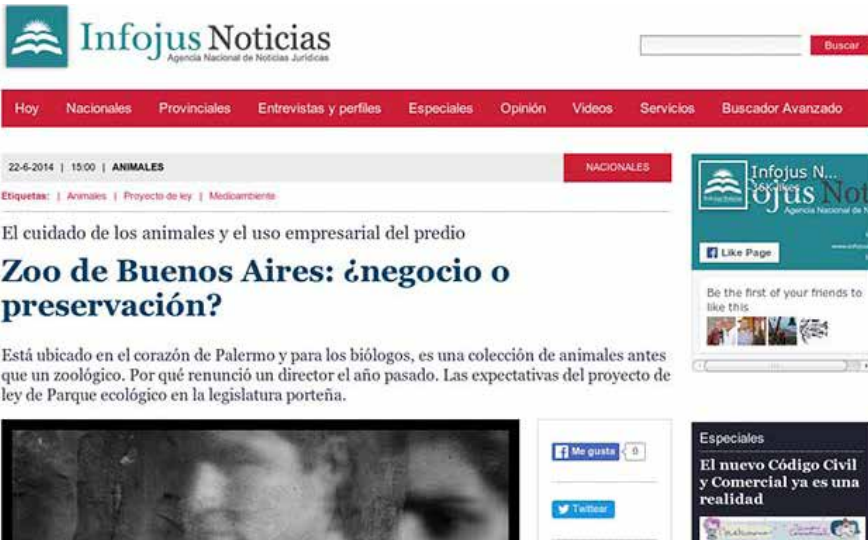 Infojus Noticias
Agencia Nacional de Noticias Jurídicas
Buscar
Hoy Nacionales Provinciales Entrevistas y perfiles Especiales Opinión Videos Servicios Buscador Avanzado
22-6-2014 | 15:00 | ANIMALES
NACIONALES
Etiquetas: | Animales | Proyecto de ley | Medioambiente
El cuidado de los animales y el uso empresarial del predio
Zoo de Buenos Aires: ¿negocio o
preservación?
Está ubicado en el corazón de Palermo y para los biólogos, es una colección de animales antes
que un zoológico. Por qué renunció un director el año pasado. Las expectativas del proyecto de
ley de Parque ecológico en la legislatura porteña.
Me gusta 0
Twittear
Infojus N...
ojus Not
Agencia Nacional de N
Like Page
Be the first of your friends to
like this
Especiales
El nuevo Código Civil
y Comercial ya es una
realidad